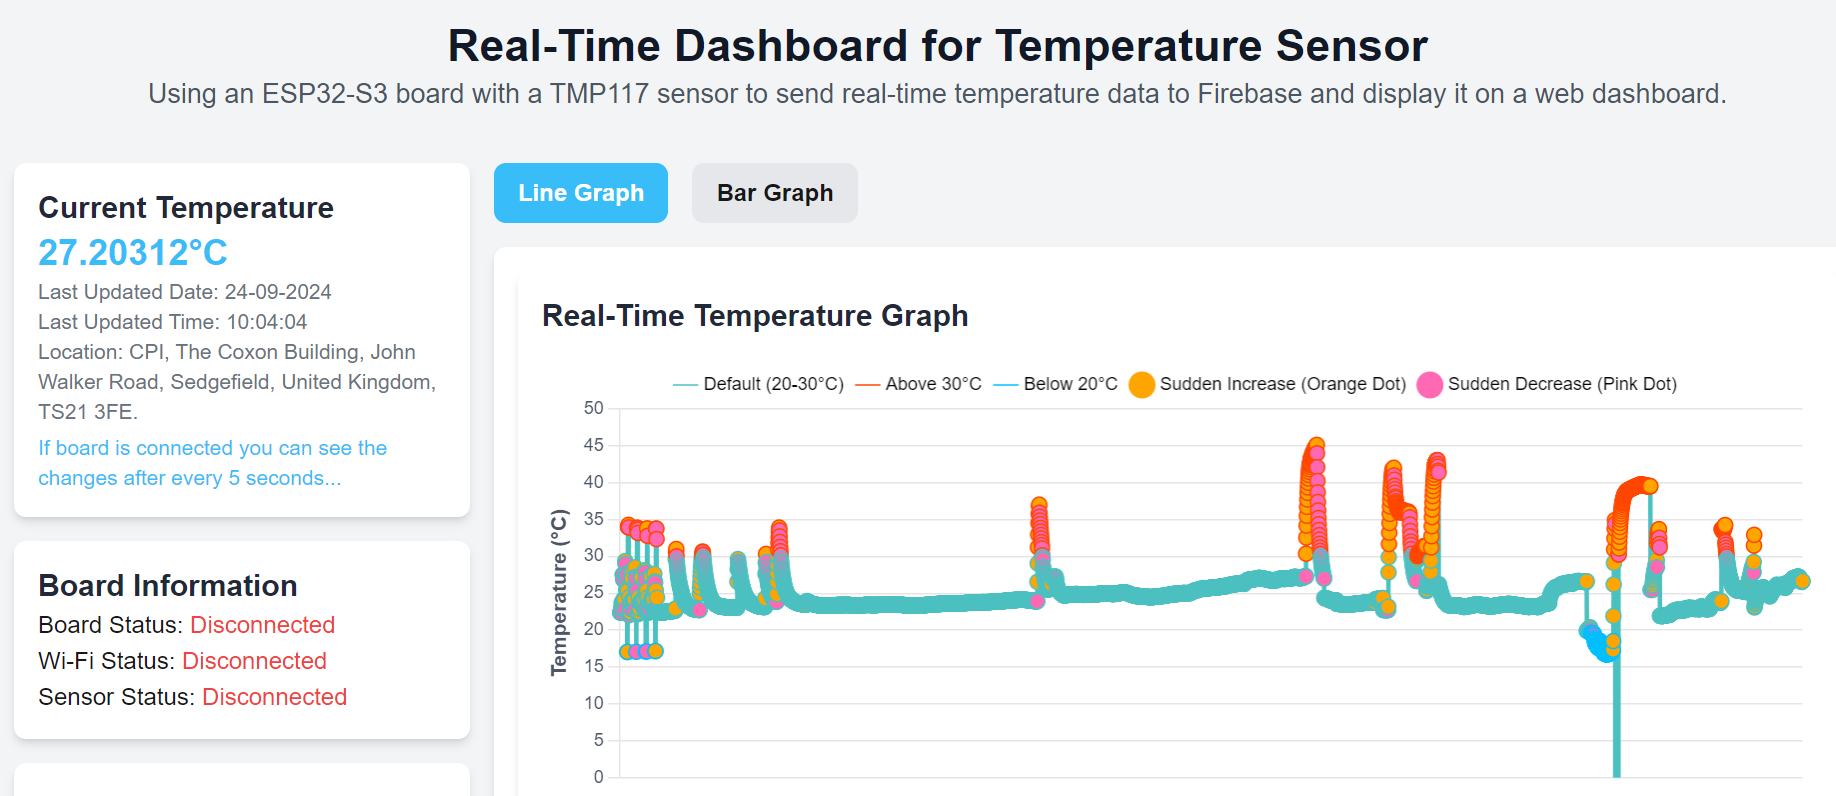 Real-Time Dashboard for Temperature Sensor
Using an ESP32-S3 board with a TMP117 sensor to send real-time temperature data to Firebase and display it on a web dashboard.
Current Temperature
27.20312°C
Last Updated Date: 24-09-2024
Last Updated Time: 10:04:04
Location: CPI, The Coxon Building, John
Walker Road, Sedgefield, United Kingdom,
TS21 3FE.
If board is connected you can see the
changes after every 5 seconds...
Board Information
Board Status: Disconnected
Wi-Fi Status: Disconnected
Sensor Status: Disconnected
Line Graph
Bar Graph
Real-Time Temperature Graph
Default (20-30°C)
Above 30°C
Below 20°C
Sudden Increase (Orange Dot)
Sudden Decrease (Pink Dot)
Temperature (°C)
50
45
40
35
30
25
20
15
10
5
0